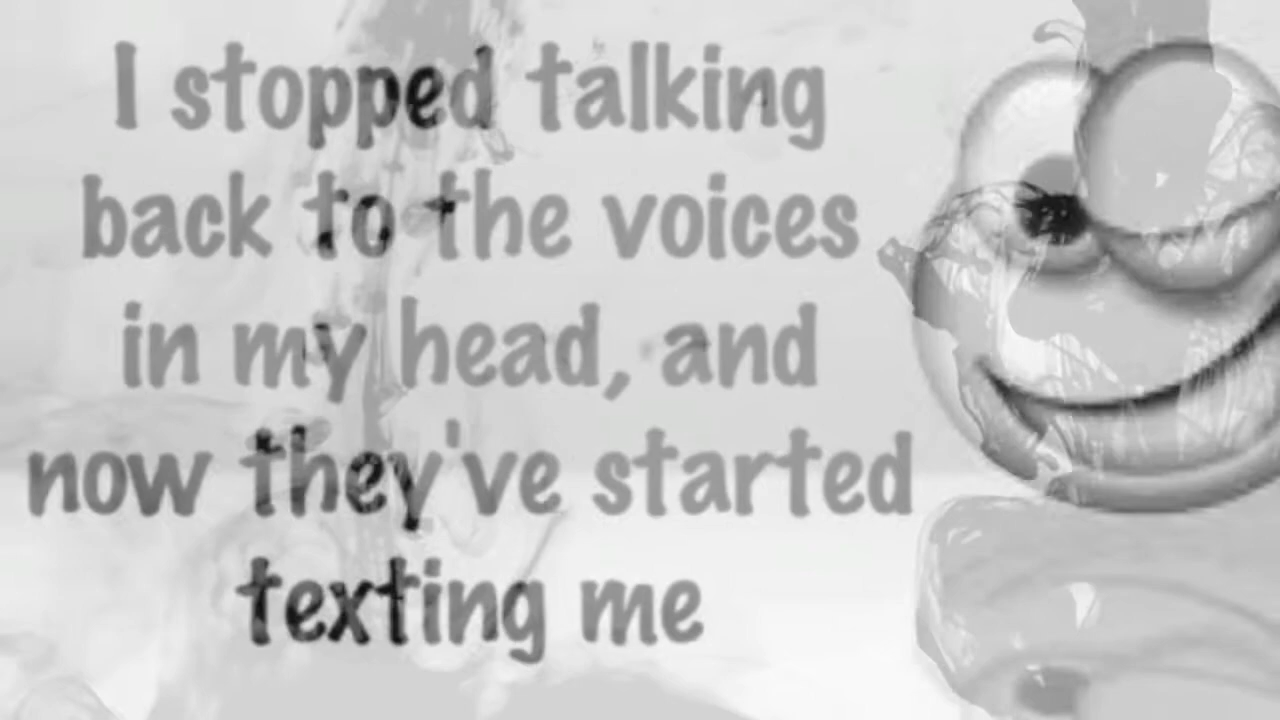 I stopped talking
back to the voices
in my head, and
now they've started
texting me